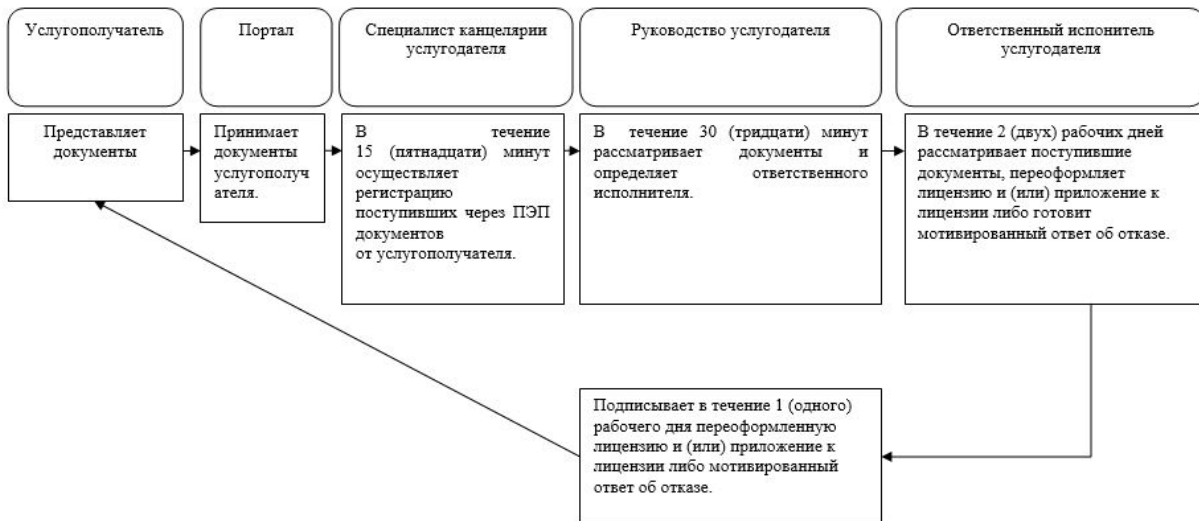 Услугополучатель
Портал
Специалист канцелярии
услугодателя
Руководство услугодателя
Ответственный испонитель
услугодателя
Представляет
документы
Принимает
документы
услугополуч
ателя.
В течение
15 (пятнадцати) минут
осуществляет
регистрацию
поступивших через ПЭП
документов
от услугополучателя.
В течение 30 (тридцати) минут
рассматривает документы и
определяет ответственного
исполнителя.
В течение 2 (двух) рабочих дней
рассматривает поступившие
документы, переоформляет
лицензию и (или) приложение к
лицензии либо готовит
мотивированный ответ об отказе.
Подписывает в течение 1 (одного)
рабочего дня переоформленную
лицензию и (или) приложение к
лицензии либо мотивированный
ответ об отказе.